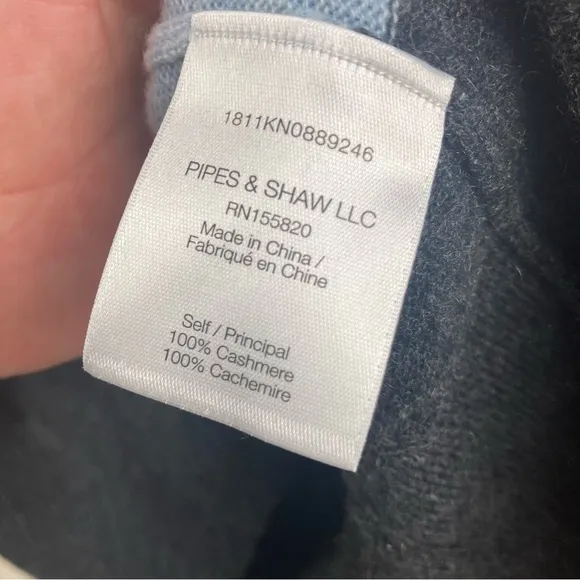 1811KN0889246
PIPES & SHAW LLC
RN155820
Made in China /
Fabriqué en Chine
Self / Principal
100% Cashmere
100% Cachemire